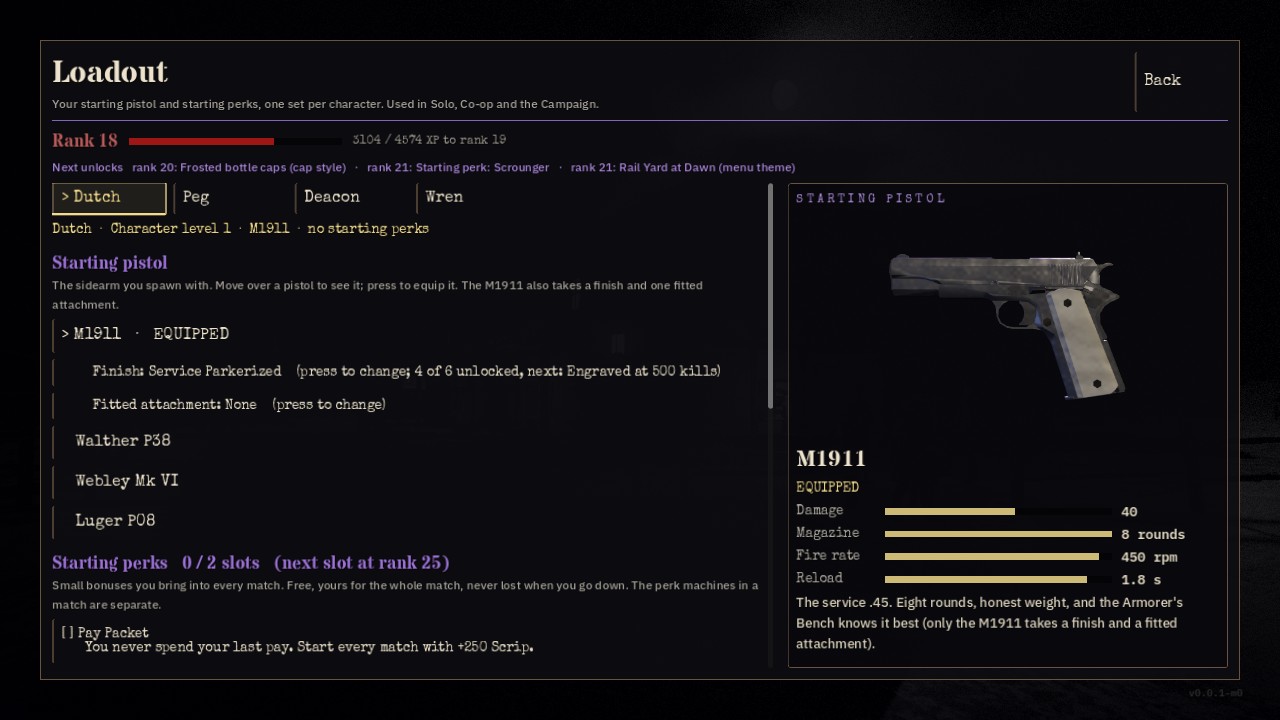 Loadout
Back
Your starting pistol and starting perks, one set per character. Used in Solo, Co-op and the Campaign.
Rank 18 3104 / 4574 XP to rank 19
Next unlocks rank 20: Frosted bottle caps (cap style) · rank 21: Starting perk: Scrounger · rank 21: Rail Yard at Dawn (menu theme)
> Dutch Peg Deacon Wren
Dutch · Character level 1 · M1911 · no starting perks
Starting pistol
The sidearm you spawn with. Move over a pistol to see it; press to equip it. The M1911 also takes a finish and one fitted
attachment.
> M1911 · EQUIPPED
Finish: Service Parkerized (press to change; 4 of 6 unlocked, next: Engraved at 500 kills)
Fitted attachment: None (press to change)
Walther P38
Webley Mk VI
Luger P08
Starting perks 0 / 2 slots (next slot at rank 25)
Small bonuses you bring into every match. Free, yours for the whole match, never lost when you go down. The perk machines in a
match are separate.
[ ] Pay Packet
You never spend your last pay. Start every match with +250 Scrip.
STARTING PISTOL
M1911
EQUIPPED
Damage 40
Magazine 8 rounds
Fire rate 450 rpm
Reload 1.8 s
The service .45. Eight rounds, honest weight, and the Armorer's
Bench knows it best (only the M1911 takes a finish and a fitted
attachment).
v0.0.1-m0